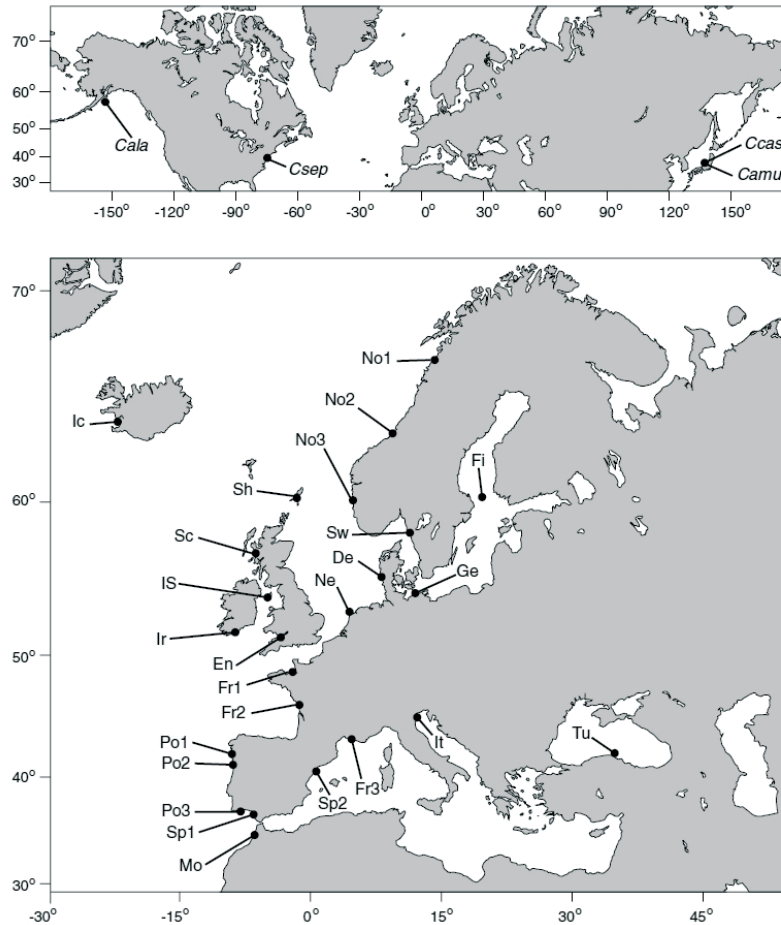 70°
60°
50°
40°
30°
Cala
Csep
Ccas
Camu
-150° -120° -90° -60° -30° 0° 30° 60° 90° 120° 150°
70°
No1
No2
Ic
No3
Fi
Sh
60°
Sw
Sc
De
Ge
IS
Ne
Ir
En
50°
Fr1
Fr2
Tu
Po1
It
Po2
40°
Fr3
Sp2
Po3
Sp1
Mo
30°
-30° -15° 0° 15° 30° 45°